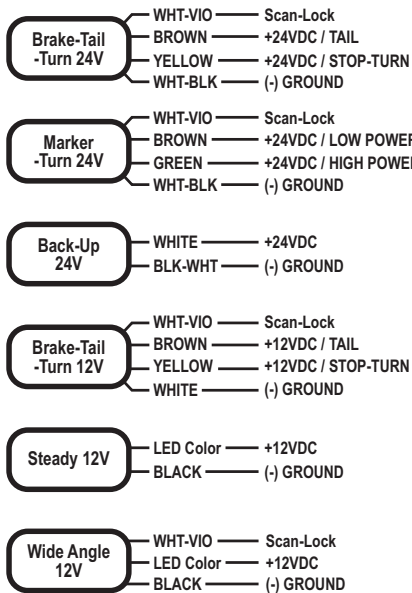 Brake-Tail
-Turn 24V
WHT-VIO Scan-Lock
BROWN +24VDC / TAIL
YELLOW +24VDC / STOP-TURN
WHT-BLK (-) GROUND
Marker
-Turn 24V
WHT-VIO Scan-Lock
BROWN +24VDC / LOW POWER
GREEN +24VDC / HIGH POWER
WHT-BLK (-) GROUND
Back-Up
24V
WHITE +24VDC
BLK-WHT (-) GROUND
Brake-Tail
-Turn 12V
WHT-VIO Scan-Lock
BROWN +12VDC / TAIL
YELLOW +12VDC / STOP-TURN
WHITE (-) GROUND
Steady 12V
LED Color +12VDC
BLACK (-) GROUND
Wide Angle
12V
WHT-VIO Scan-Lock
LED Color +12VDC
BLACK (-) GROUND